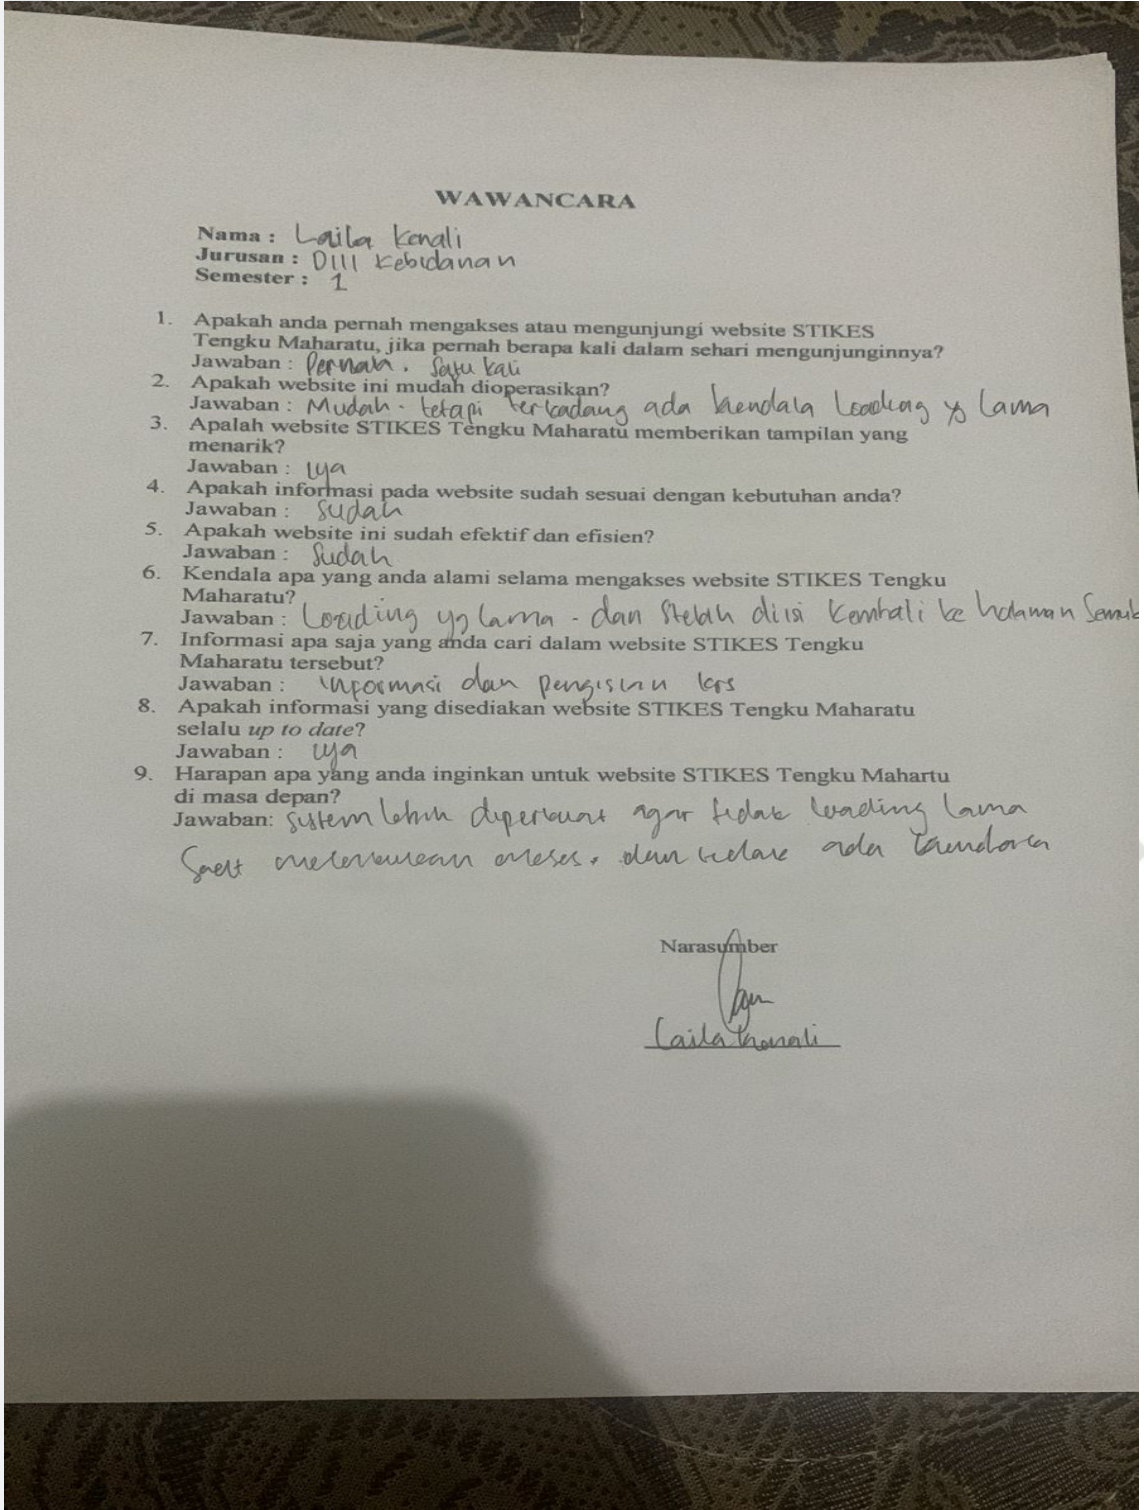 WAWANCARA
Nama : Laila Kenali
Jurusan : DIII Kebidanan
Semester : 1
1. Apakah anda pernah mengakses atau mengunjungi website STIKES
Tengku Maharatu, jika pernah berapa kali dalam sehari mengunjunginnya?
Jawaban : Pernah. Satu kali
2. Apakah website ini mudah dioperasikan?
Jawaban : Mudah. tetapi terkadang ada kendala Loading yg lama
3. Apalah website STIKES Tengku Maharatu memberikan tampilan yang
menarik?
Jawaban : Iya
4. Apakah informasi pada website sudah sesuai dengan kebutuhan anda?
Jawaban : Sudah
5. Apakah website ini sudah efektif dan efisien?
Jawaban : Sudah
6. Kendala apa yang anda alami selama mengakses website STIKES Tengku
Maharatu?
Jawaban : Loading yg lama - dan Stelah diisi kembali ke halaman
7. Informasi apa saja yang anda cari dalam website STIKES Tengku
Maharatu tersebut?
Jawaban : informasi dan pengisian krs
8. Apakah informasi yang disediakan website STIKES Tengku Maharatu
selalu up to date?
Jawaban : iya
9. Harapan apa yang anda inginkan untuk website STIKES Tengku Mahartu
di masa depan?
Jawaban: System lebih diperkuat agar tidak loading lama
Saat melakukan akses. dan tidak ada kendala
Narasumber
Laila Kenali